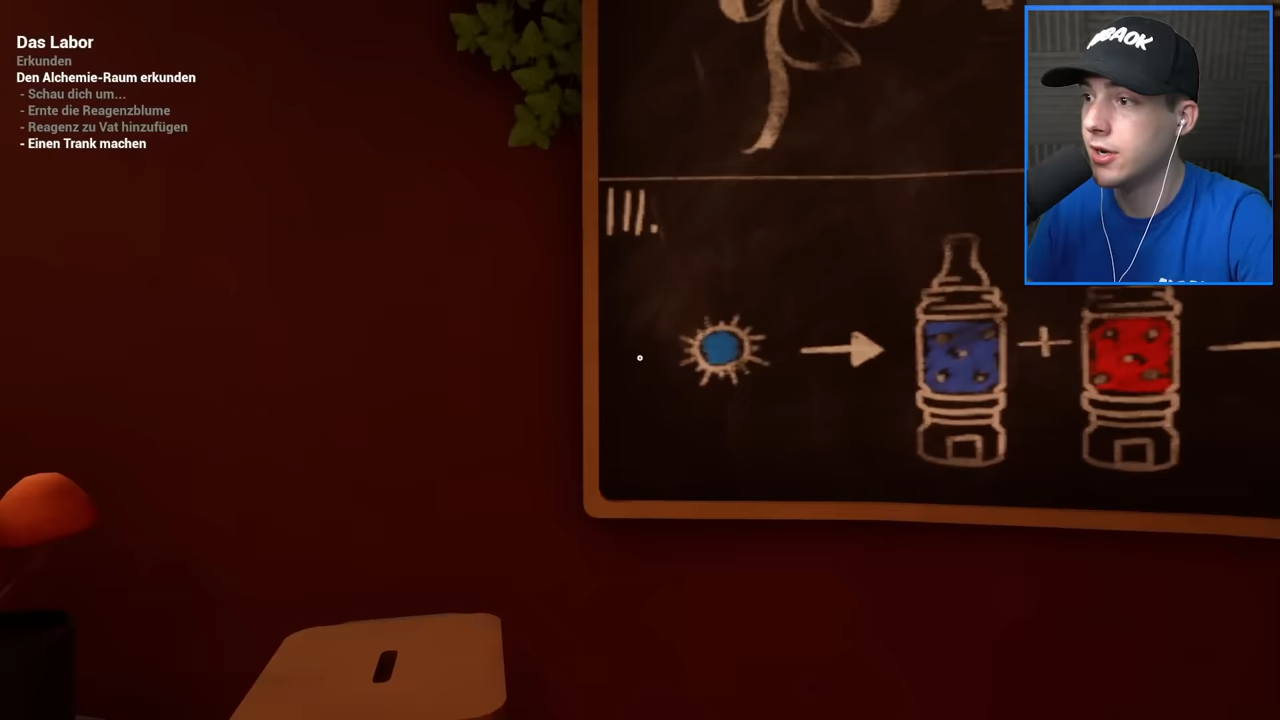 Das Labor
Erkunden
Den Alchemie-Raum erkunden
- Schau dich um...
- Ernte die Reagenzblume
- Reagenz zu Vat hinzufügen
- Einen Trank machen
III.